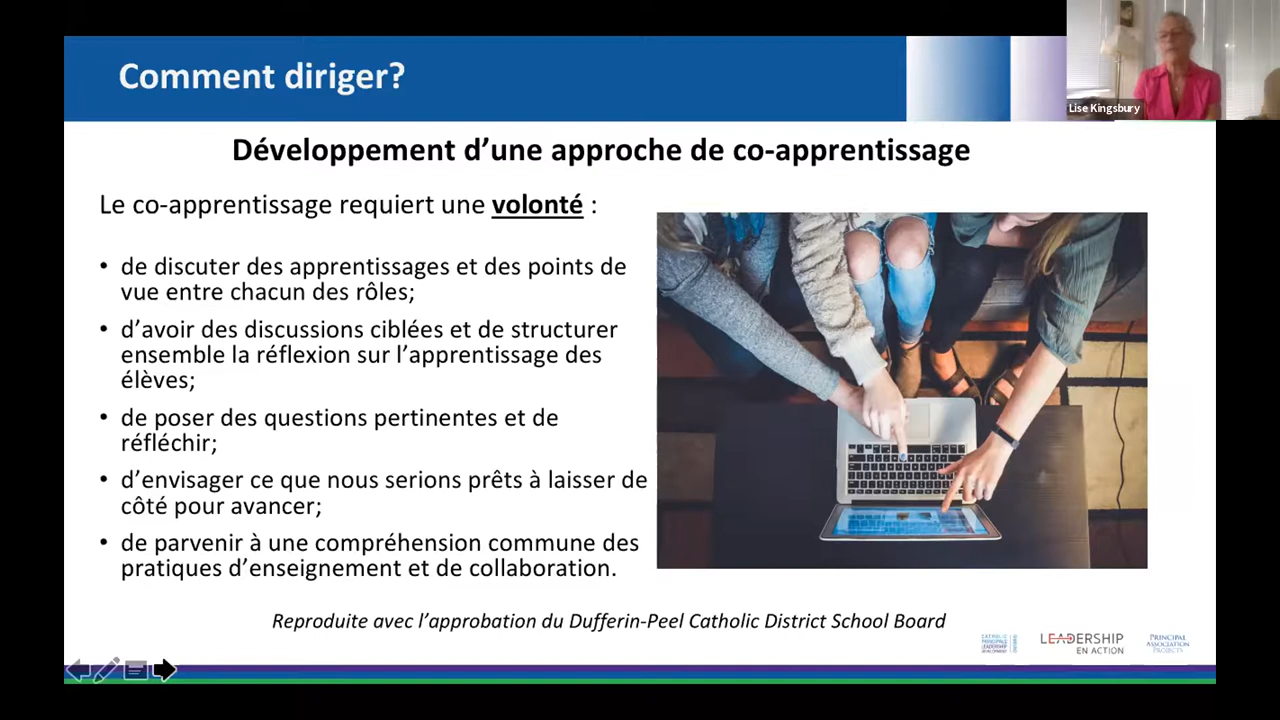 Comment diriger?
Lise Kingsbury
Développement d’une approche de co-apprentissage
Le co-apprentissage requiert une volonté :
• de discuter des apprentissages et des points de
vue entre chacun des rôles;
• d’avoir des discussions ciblées et de structurer
ensemble la réflexion sur l’apprentissage des
élèves;
• de poser des questions pertinentes et de
réfléchir;
• d’envisager ce que nous serions prêts à laisser de
côté pour avancer;
• de parvenir à une compréhension commune des
pratiques d’enseignement et de collaboration.
Reproduite avec l’approbation du Dufferin-Peel Catholic District School Board
LEADERSHIP
EN ACTION
PRINCIPAL
ASSOCIATION
PROJECTS